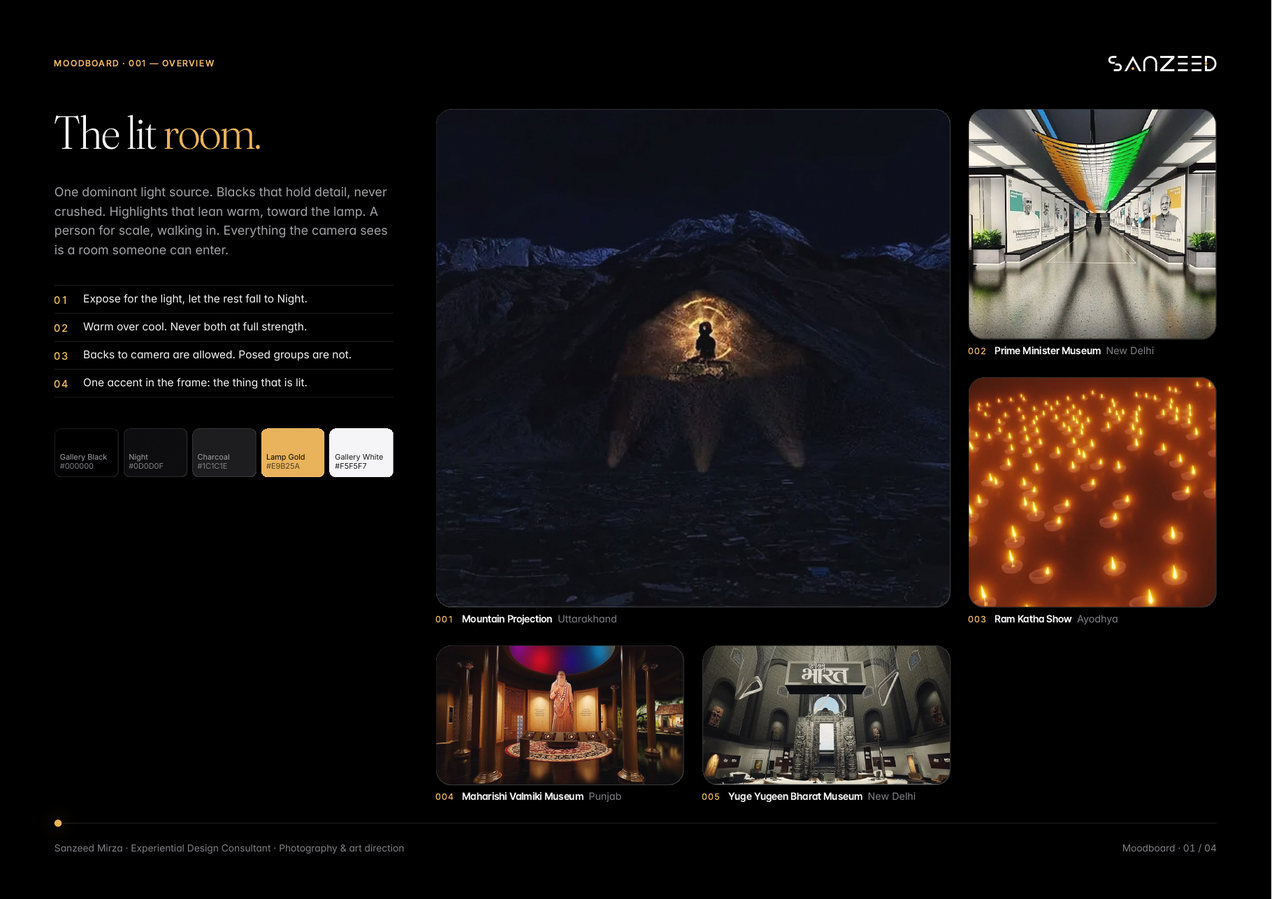 MOODBOARD · 001 — OVERVIEW
SANZEED
The lit room.
One dominant light source. Blacks that hold detail, never
crushed. Highlights that lean warm, toward the lamp. A
person for scale, walking in. Everything the camera sees
is a room someone can enter.
01 Expose for the light, let the rest fall to Night.
02 Warm over cool. Never both at full strength.
03 Backs to camera are allowed. Posed groups are not.
04 One accent in the frame: the thing that is lit.
Gallery Black
#000000
Night
#0D0D0F
Charcoal
#1C1C1E
Lamp Gold
#E9B25A
Gallery White
#F5F5F7
001 Mountain Projection Uttarakhand
002 Prime Minister Museum New Delhi
003 Ram Katha Show Ayodhya
004 Maharishi Valmiki Museum Punjab
भारत
005 Yuge Yugeen Bharat Museum New Delhi
Sanzeed Mirza · Experiential Design Consultant · Photography & art direction
Moodboard · 01 / 04